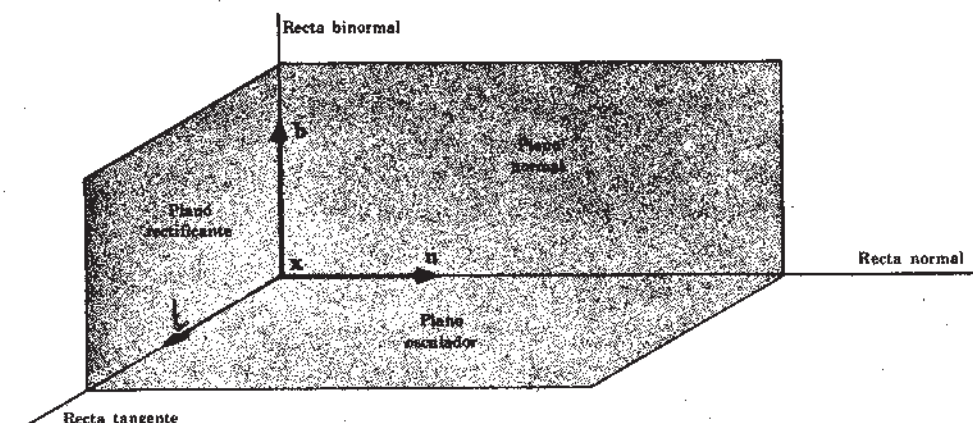 Recta binormal
b
Plano
normal
Plano
rectificante
x
n
Recta normal
t
Plano
osculador
Recta tangente